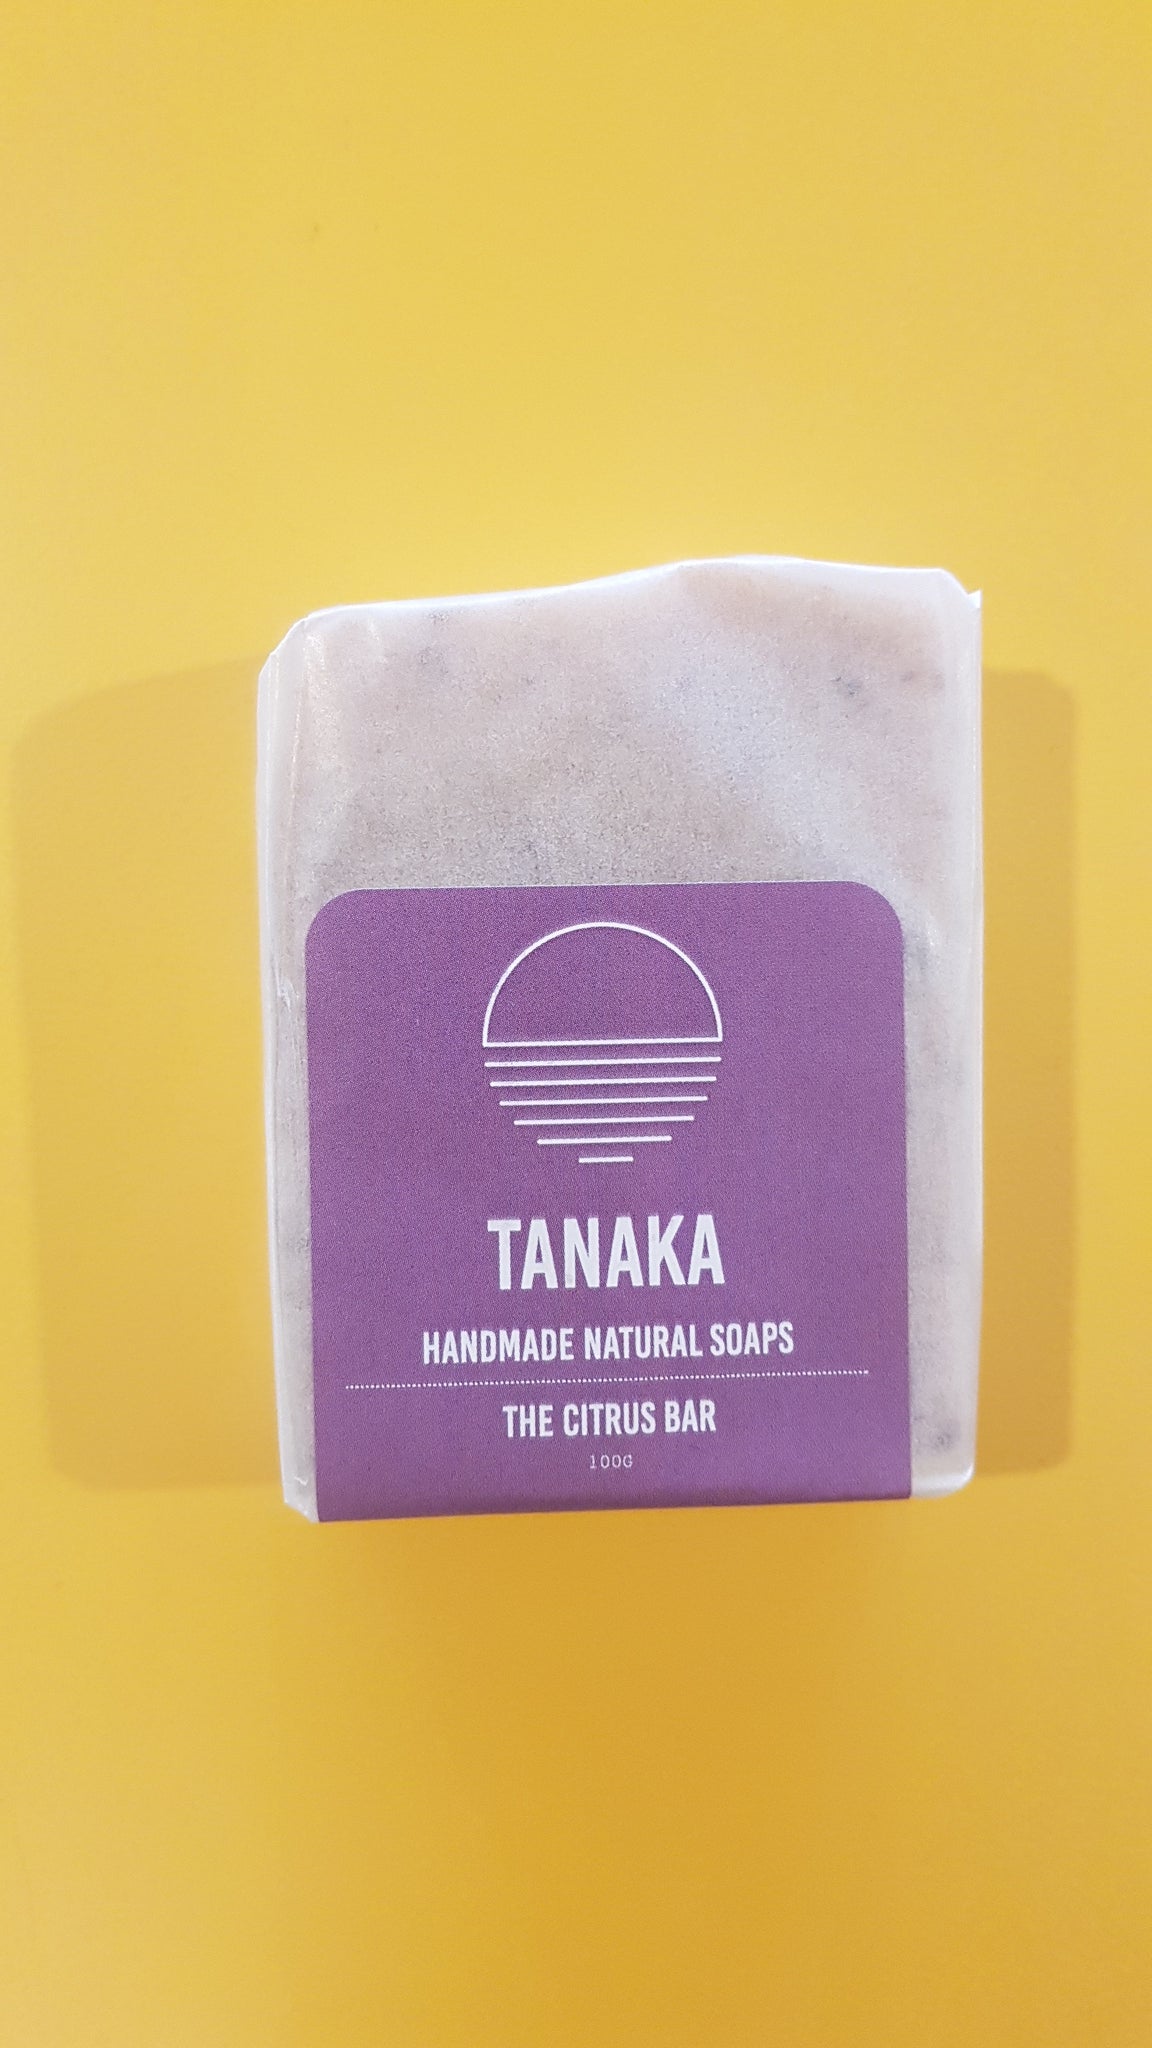 TANAKA
HANDMADE NATURAL SOAPS
THE CITRUS BAR
100G